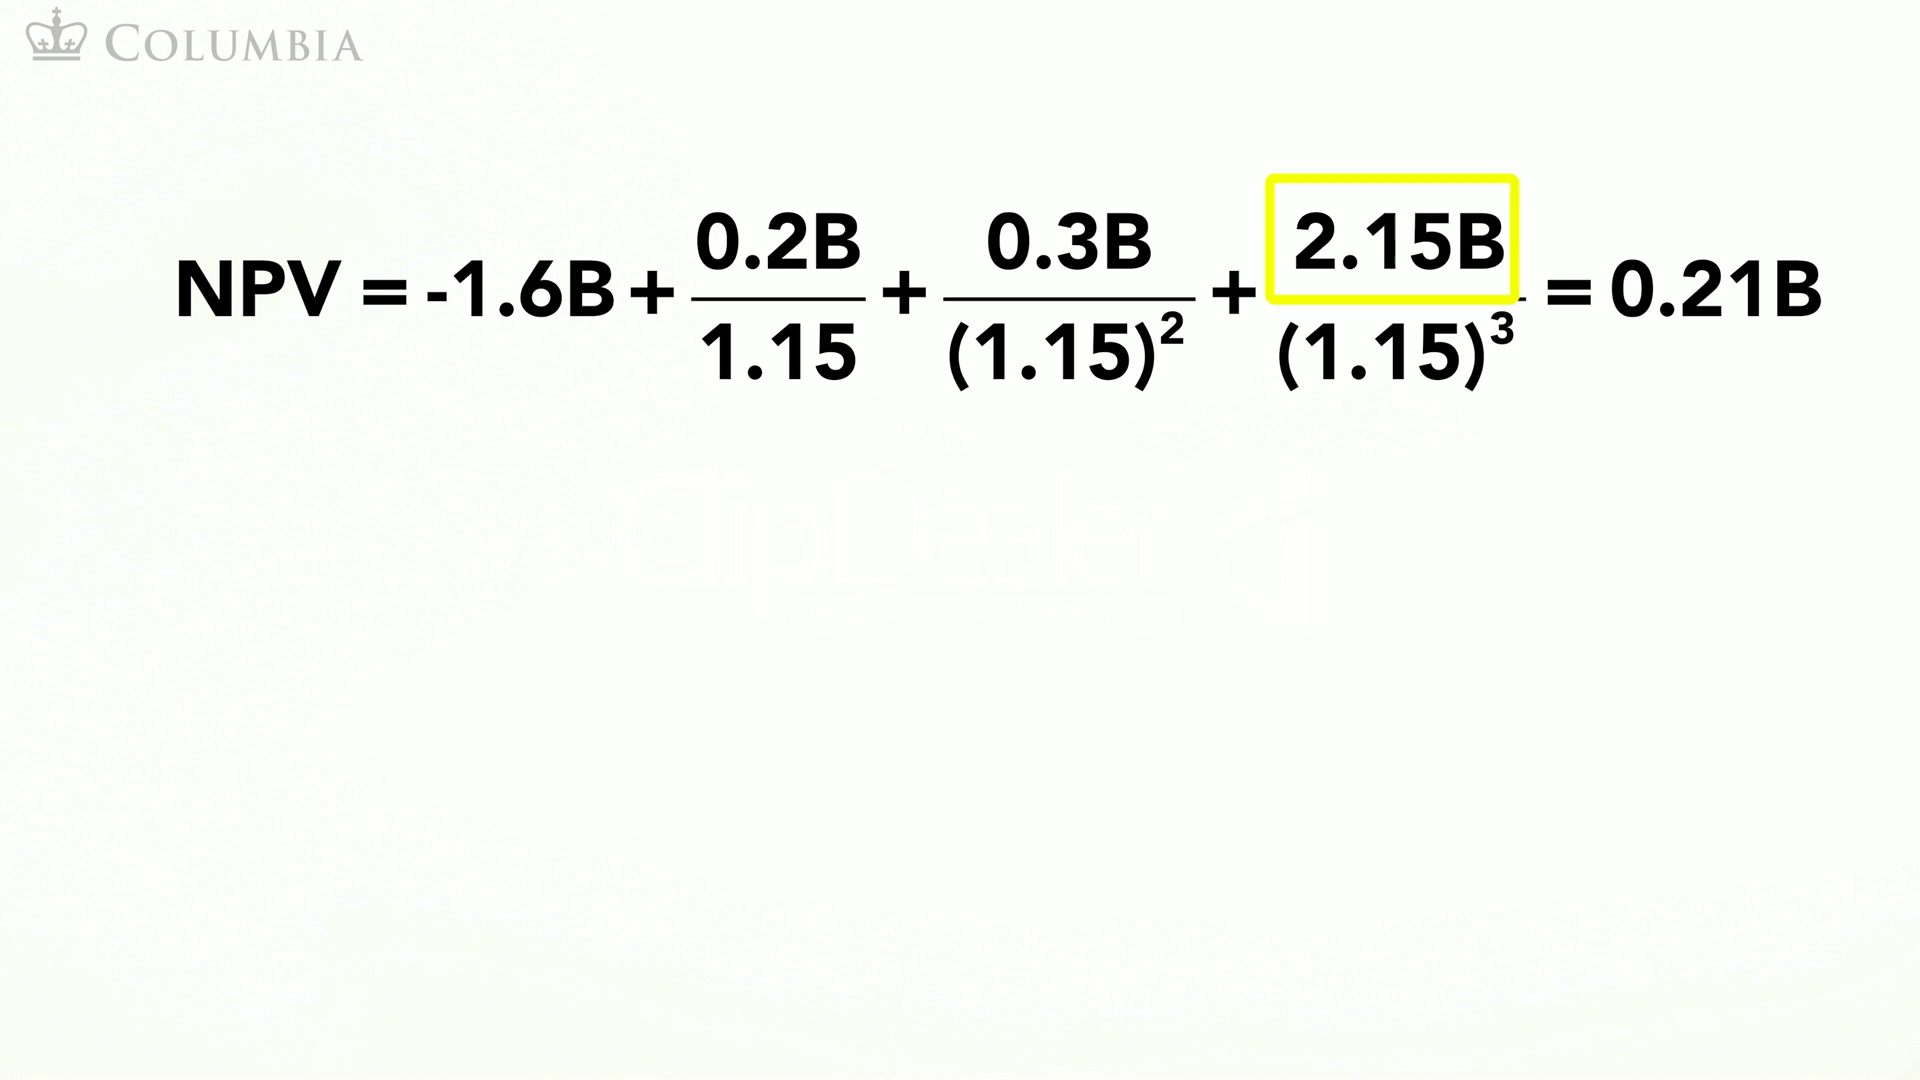 COLUMBIA
NPV = -1.6B + 0.2B/1.15 + 0.3B/(1.15)² + 2.15B/(1.15)³ = 0.21B